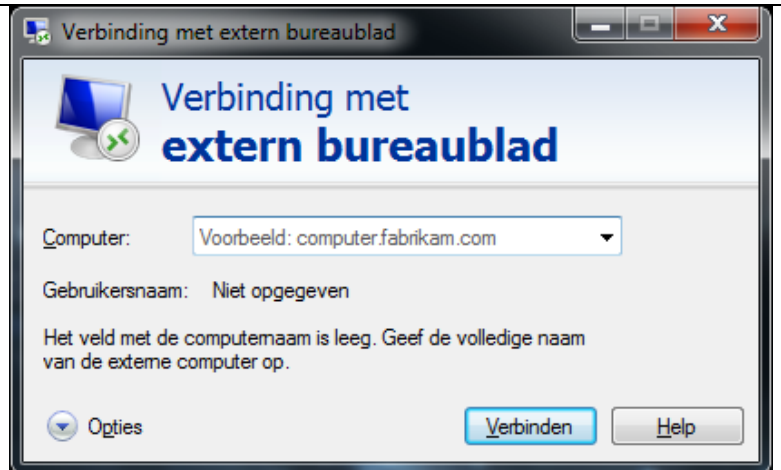 Verbinding met extern bureaublad
Verbinding met
extern bureaublad
Computer: Voorbeeld: computer.fabrikam.com
Gebruikersnaam: Niet opgegeven
Het veld met de computernaam is leeg. Geef de volledige naam
van de externe computer op.
Opties Verbinden Help